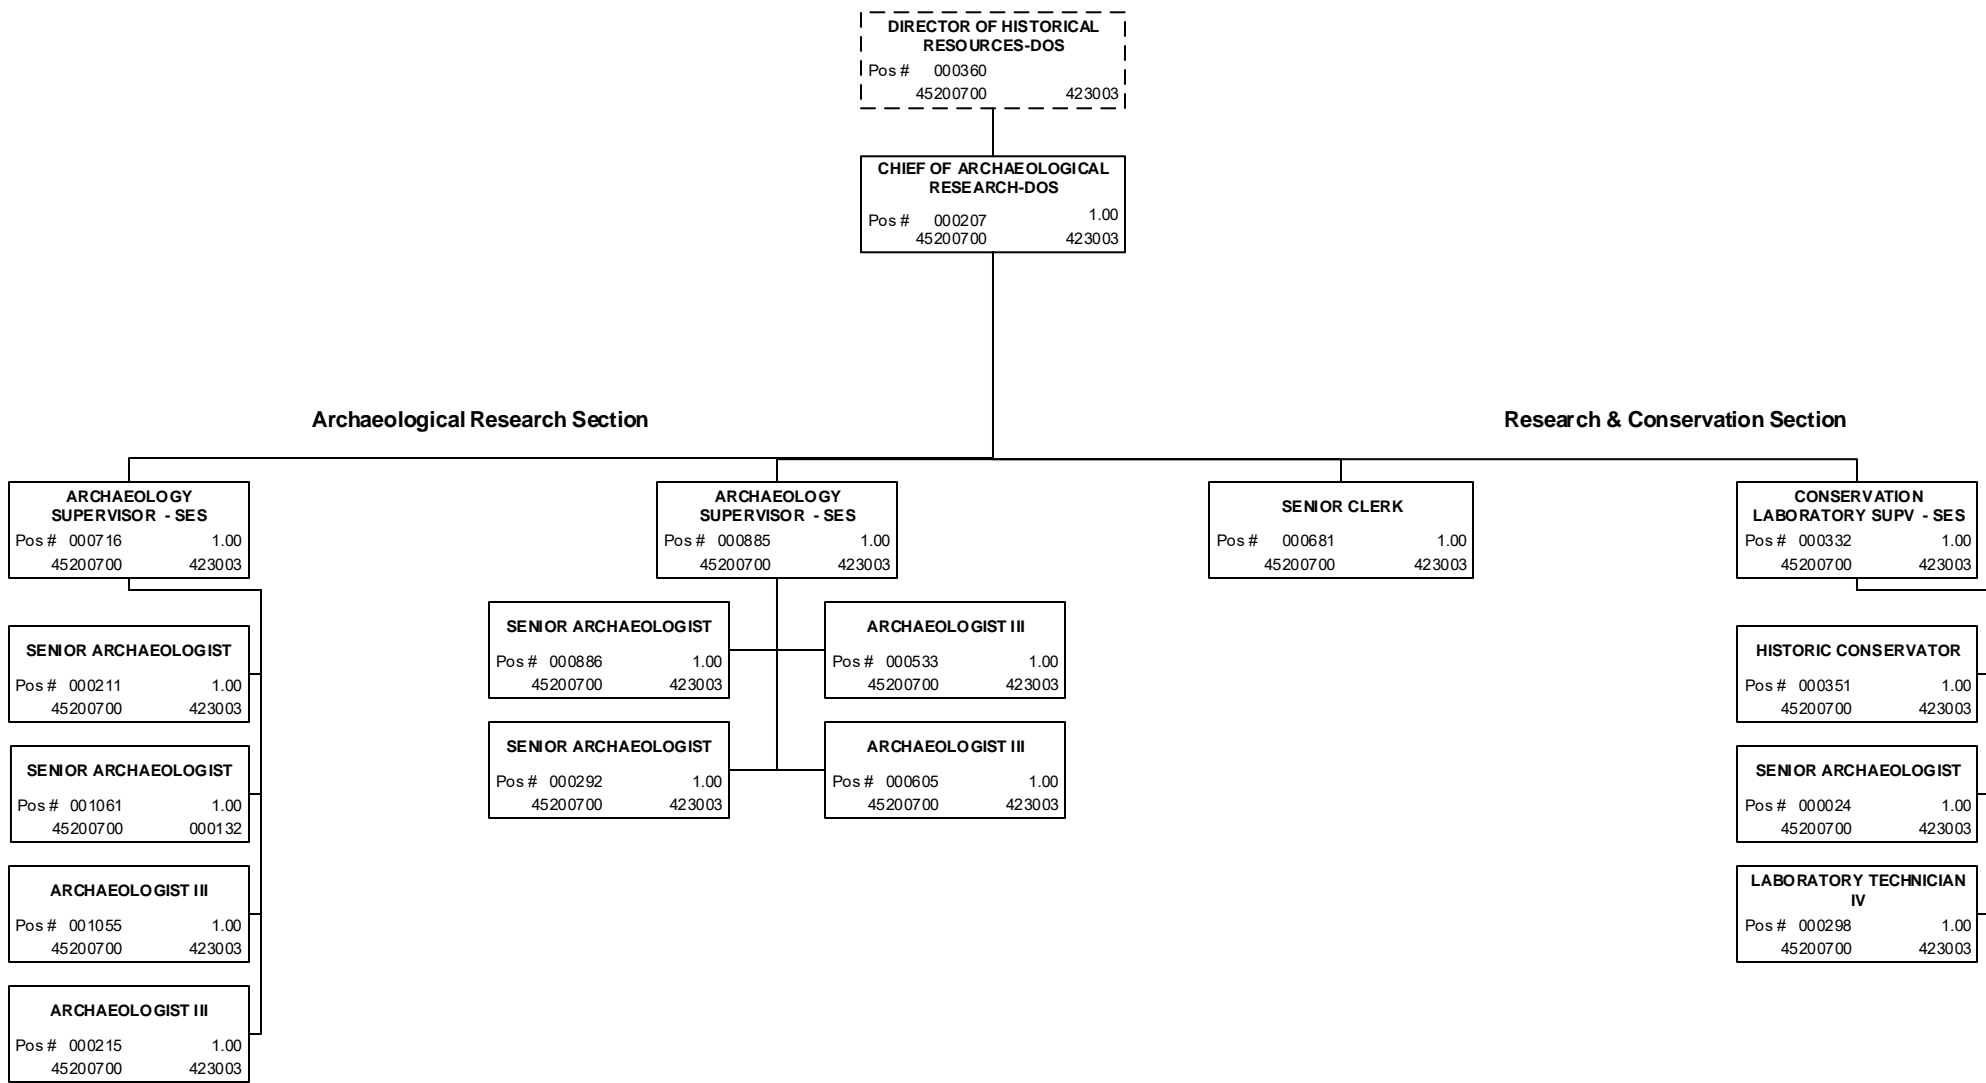 DIRECTOR OF HISTORICAL
RESOURCES-DOS
Pos # 000360
45200700 423003
CHIEF OF ARCHAEOLOGICAL
RESEARCH-DOS
1.00
Pos # 000207
45200700 423003
Archaeological Research Section
Research & Conservation Section
ARCHAEOLOGY
SUPERVISOR - SES
Pos # 000716 1.00
45200700 423003
SENIOR ARCHAEOLOGIST
Pos # 000211 1.00
45200700 423003
SENIOR ARCHAEOLOGIST
Pos # 001061 1.00
45200700 000132
ARCHAEOLOGIST III
Pos # 001055 1.00
45200700 423003
ARCHAEOLOGIST III
Pos # 000215 1.00
45200700 423003
ARCHAEOLOGY
SUPERVISOR - SES
Pos # 000885 1.00
45200700 423003
SENIOR ARCHAEOLOGIST
Pos # 000886 1.00
45200700 423003
ARCHAEOLOGIST III
Pos # 000533 1.00
45200700 423003
SENIOR ARCHAEOLOGIST
Pos # 000292 1.00
45200700 423003
ARCHAEOLOGIST III
Pos # 000605 1.00
45200700 423003
SENIOR CLERK
Pos # 000681 1.00
45200700 423003
CONSERVATION
LABORATORY SUPV - SES
Pos # 000332 1.00
45200700 423003
HISTORIC CONSERVATOR
Pos # 000351 1.00
45200700 423003
SENIOR ARCHAEOLOGIST
Pos # 000024 1.00
45200700 423003
LABORATORY TECHNICIAN
IV
Pos # 000298 1.00
45200700 423003